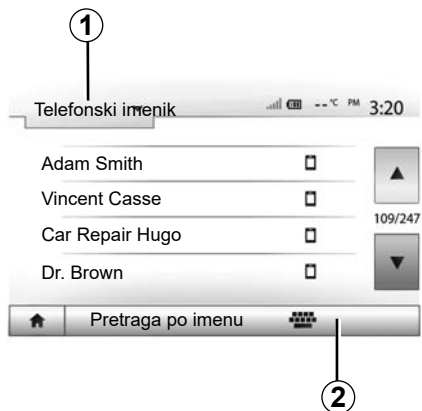 1
Telefonski imenik --°C PM 3:20
Adam Smith
Vincent Casse
109/247
Car Repair Hugo
Dr. Brown
Pretraga po imenu
2